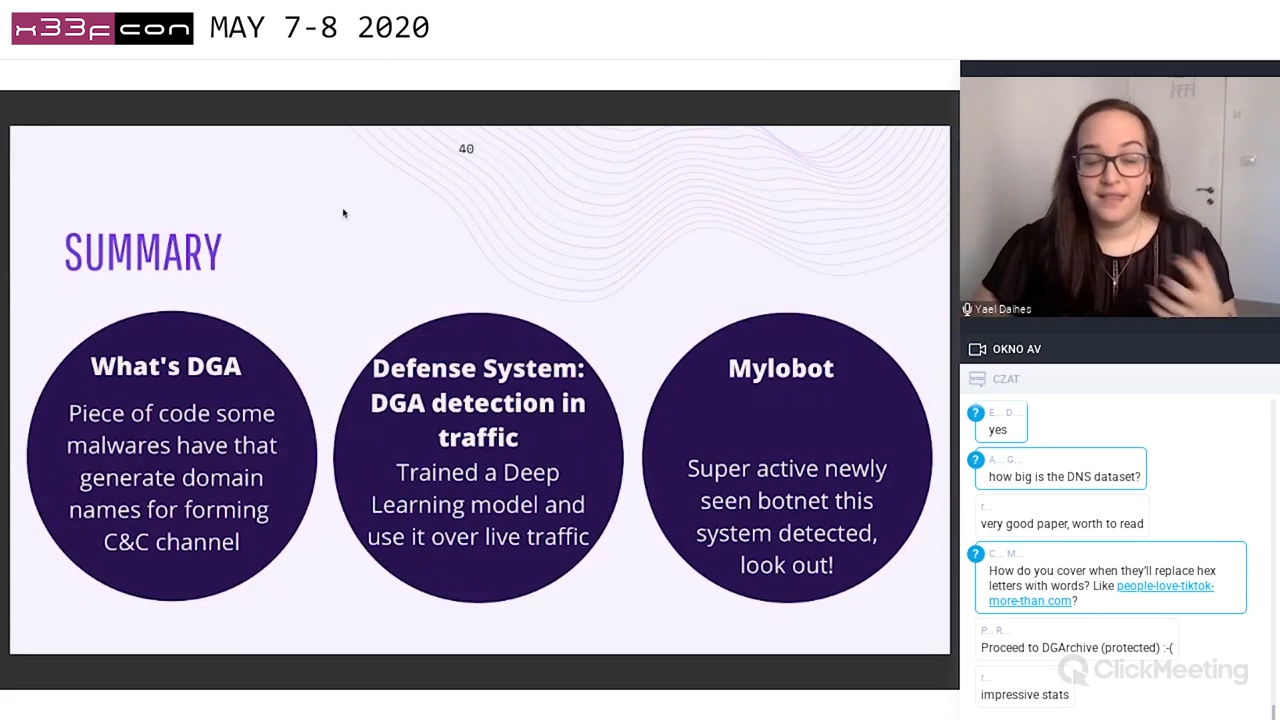 x33fcon MAY 7-8 2020
40
SUMMARY
What's DGA
Piece of code some
malwares have that
generate domain
names for forming
C&C channel
Defense System:
DGA detection in
traffic
Trained a Deep
Learning model and
use it over live traffic
Mylobot
Super active newly
seen botnet this
system detected,
look out!
Yael Daihes
OKNO AV
CZAT
? E... D...
yes
? A... G...
how big is the DNS dataset?
r...
very good paper, worth to read
? C... M...
How do you cover when they'll replace hex
letters with words? Like people-love-tiktok-
more-than.com?
P... R...
Proceed to DGArchive (protected) :-(
r...
impressive stats
ClickMeeting